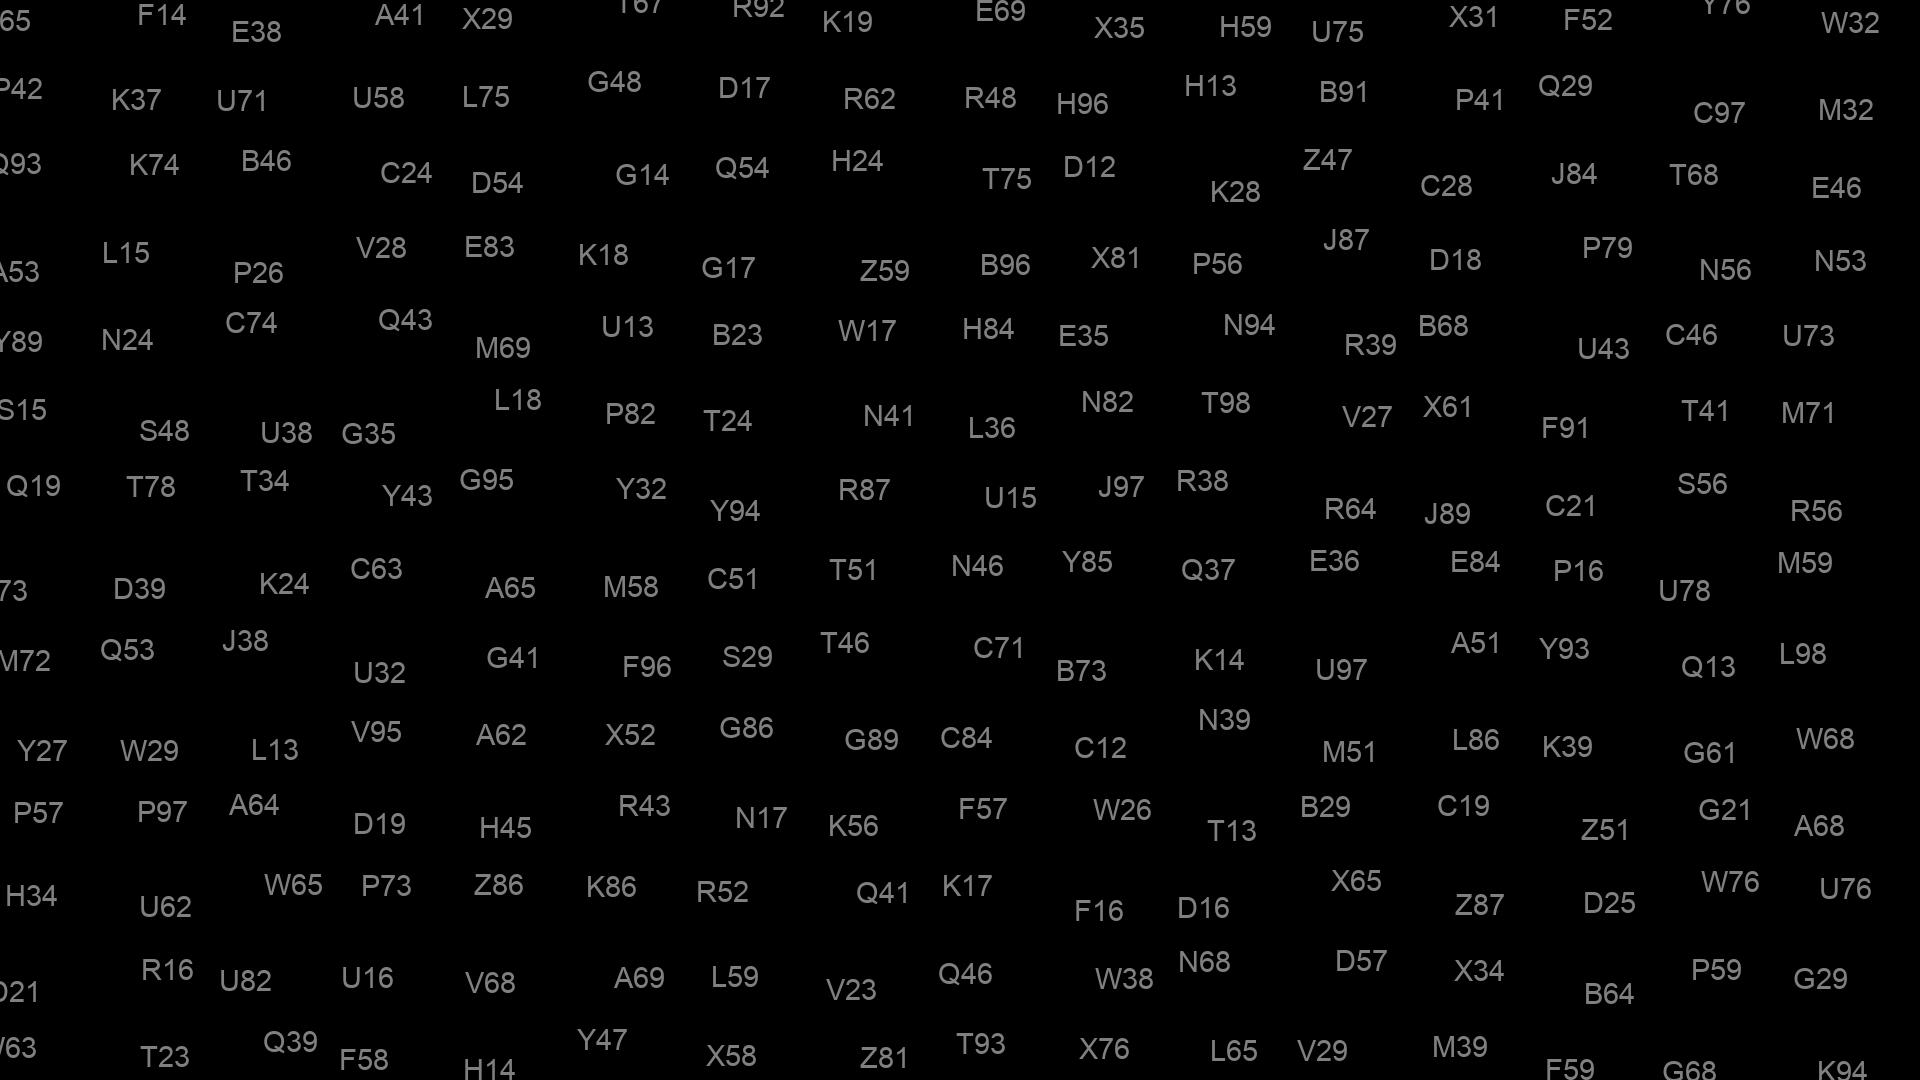 65 F14 E38 A41 X29 T67 R92 K19 E69 X35 H59 U75 X31 F52 Y76 W32
P42 K37 U71 U58 L75 G48 D17 R62 R48 H96 H13 B91 P41 Q29 C97 M32
Q93 K74 B46 C24 D54 G14 Q54 H24 T75 D12 K28 Z47 C28 J84 T68 E46
A53 L15 P26 V28 E83 K18 G17 Z59 B96 X81 P56 J87 D18 P79 N56 N53
Y89 N24 C74 Q43 M69 U13 B23 W17 H84 E35 N94 R39 B68 U43 C46 U73
S15 S48 U38 G35 L18 P82 T24 N41 L36 N82 T98 V27 X61 F91 T41 M71
Q19 T78 T34 Y43 G95 Y32 Y94 R87 U15 J97 R38 R64 J89 C21 S56 R56
73 D39 K24 C63 A65 M58 C51 T51 N46 Y85 Q37 E36 E84 P16 U78 M59
M72 Q53 J38 U32 G41 F96 S29 T46 C71 B73 K14 U97 A51 Y93 Q13 L98
Y27 W29 L13 V95 A62 X52 G86 G89 C84 C12 N39 M51 L86 K39 G61 W68
P57 P97 A64 D19 H45 R43 N17 K56 F57 W26 T13 B29 C19 Z51 G21 A68
H34 U62 W65 P73 Z86 K86 R52 Q41 K17 F16 D16 X65 Z87 D25 W76 U76
21 R16 U82 U16 V68 A69 L59 V23 Q46 W38 N68 D57 X34 B64 P59 G29
63 T23 Q39 F58 H14 Y47 X58 Z81 T93 X76 L65 V29 M39 F59 G68 K94